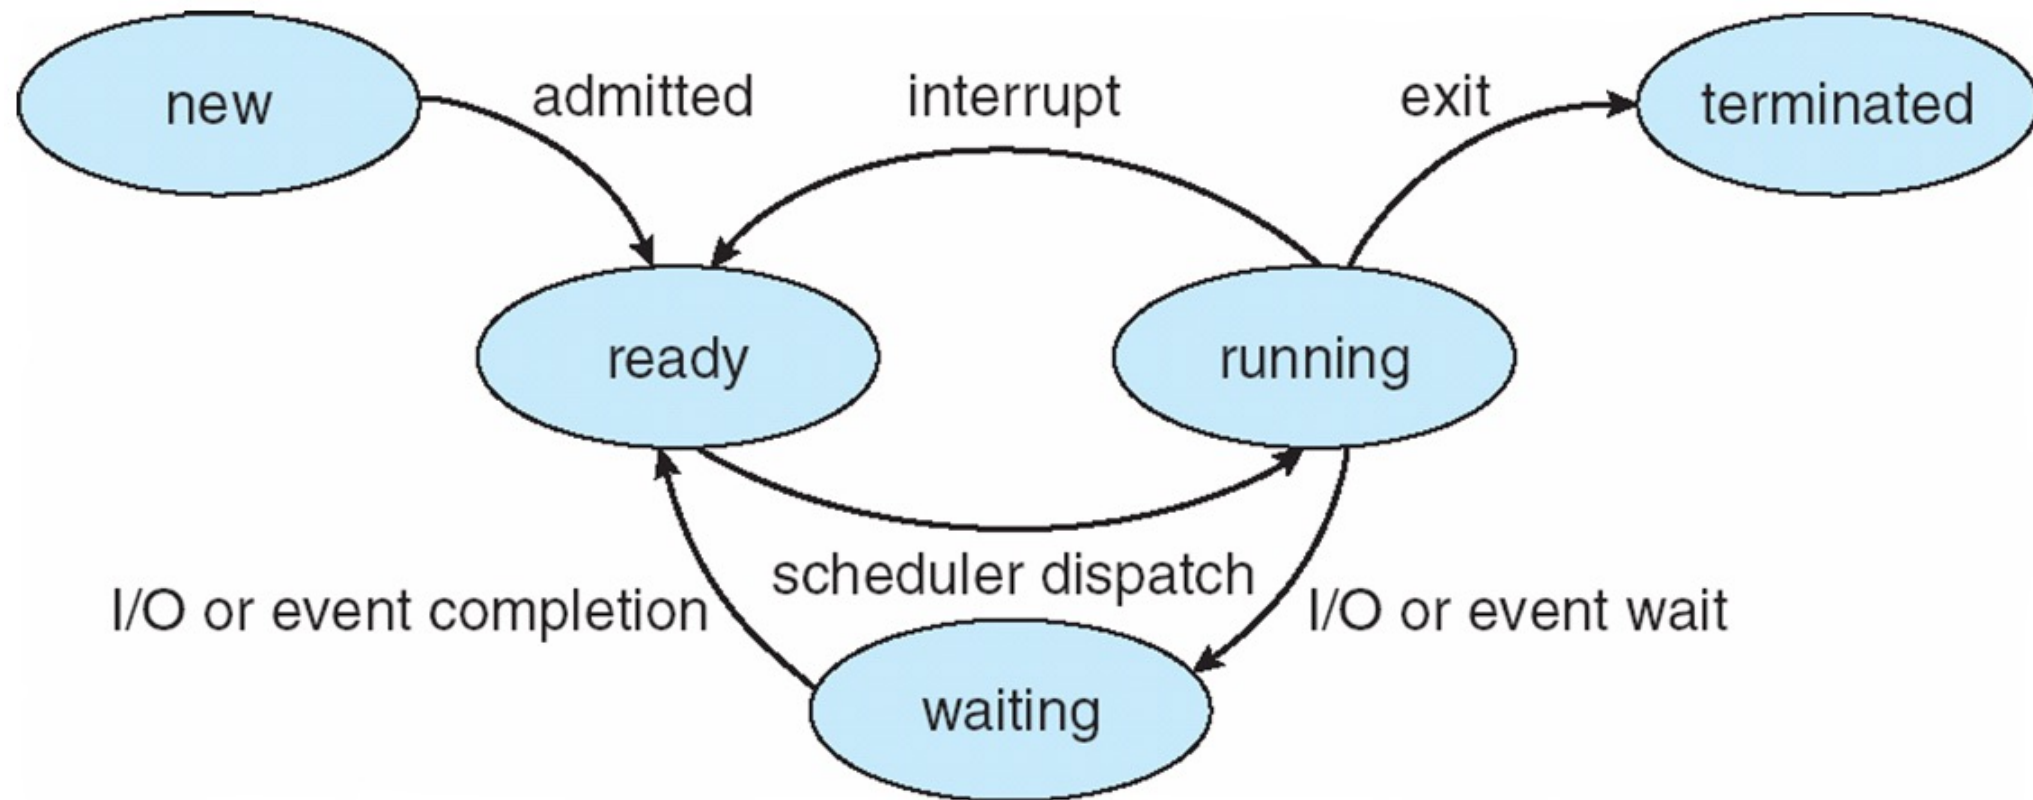 new
admitted
interrupt
exit
terminated
ready
running
scheduler dispatch
I/O or event completion
I/O or event wait
waiting